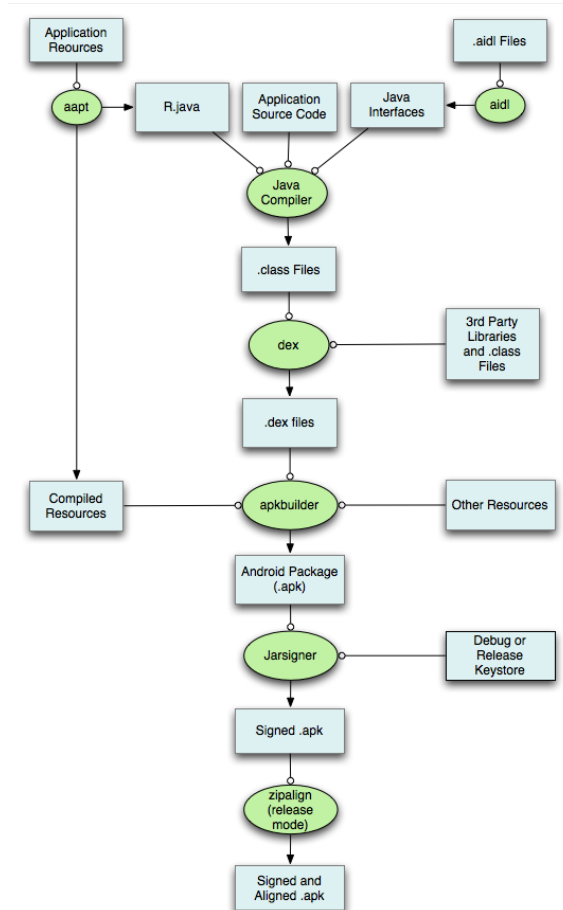 Application
Reources
.aidl Files
aapt
R.java
Application
Source Code
Java
Interfaces
aidl
Java
Compiler
.class Files
dex
3rd Party
Libraries
and .class
Files
.dex files
Compiled
Resources
apkbuilder
Other Resources
Android Package
(.apk)
Jarsigner
Debug or
Release
Keystore
Signed .apk
zipalign
(release
mode)
Signed and
Aligned .apk